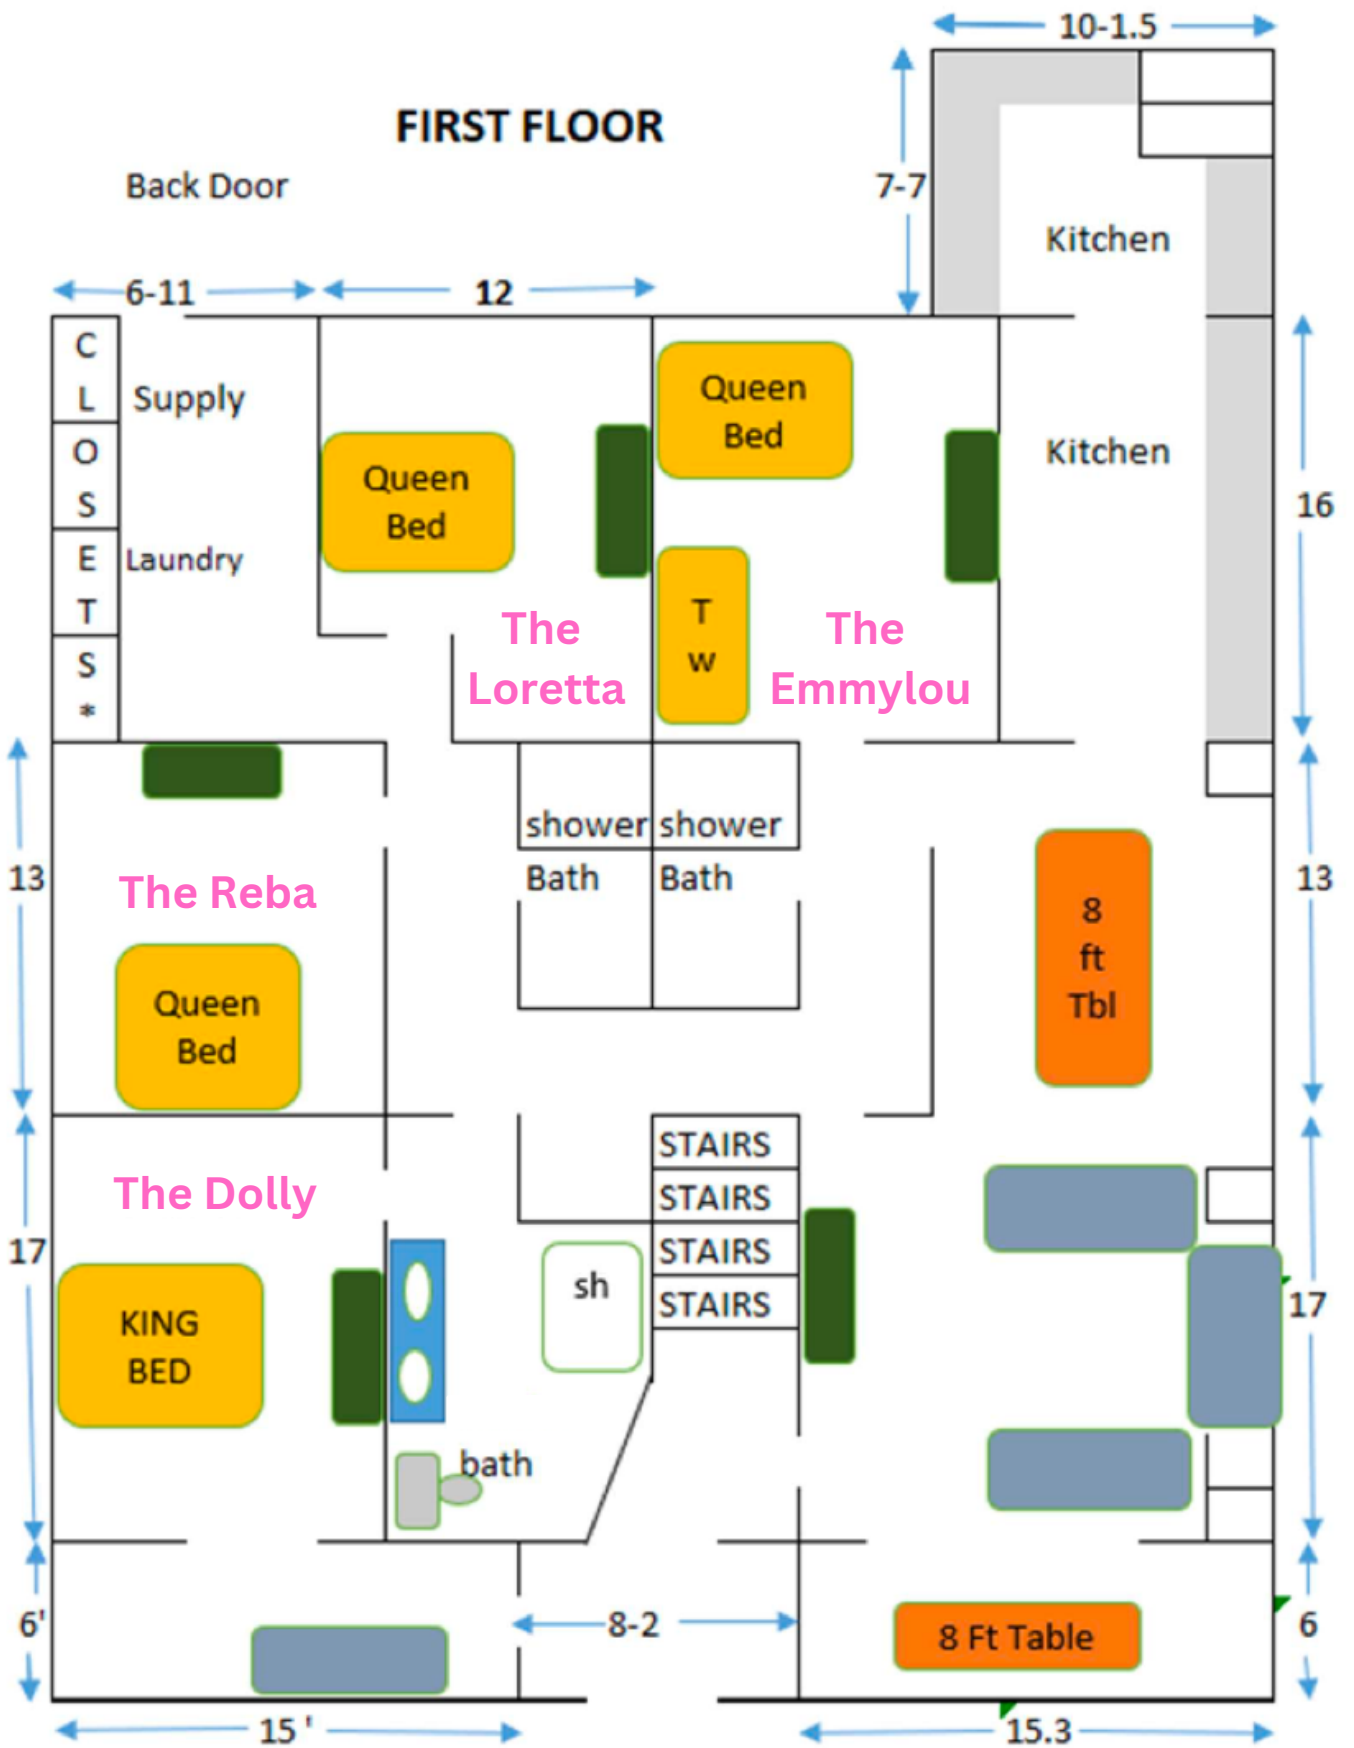 10-1.5
FIRST FLOOR
Back Door
7-7
Kitchen
6-11
12
C
L
O
S
E
T
S
*
Supply
Laundry
Queen
Bed
The
Loretta
Queen
Bed
T
w
The
Emmylou
Kitchen
16
shower
shower
Bath
Bath
13
The Reba
Queen
Bed
8
ft
Tbl
13
The Dolly
17
KING
BED
STAIRS
STAIRS
STAIRS
STAIRS
sh
bath
17
6'
8-2
8 Ft Table
6
15 '
15.3